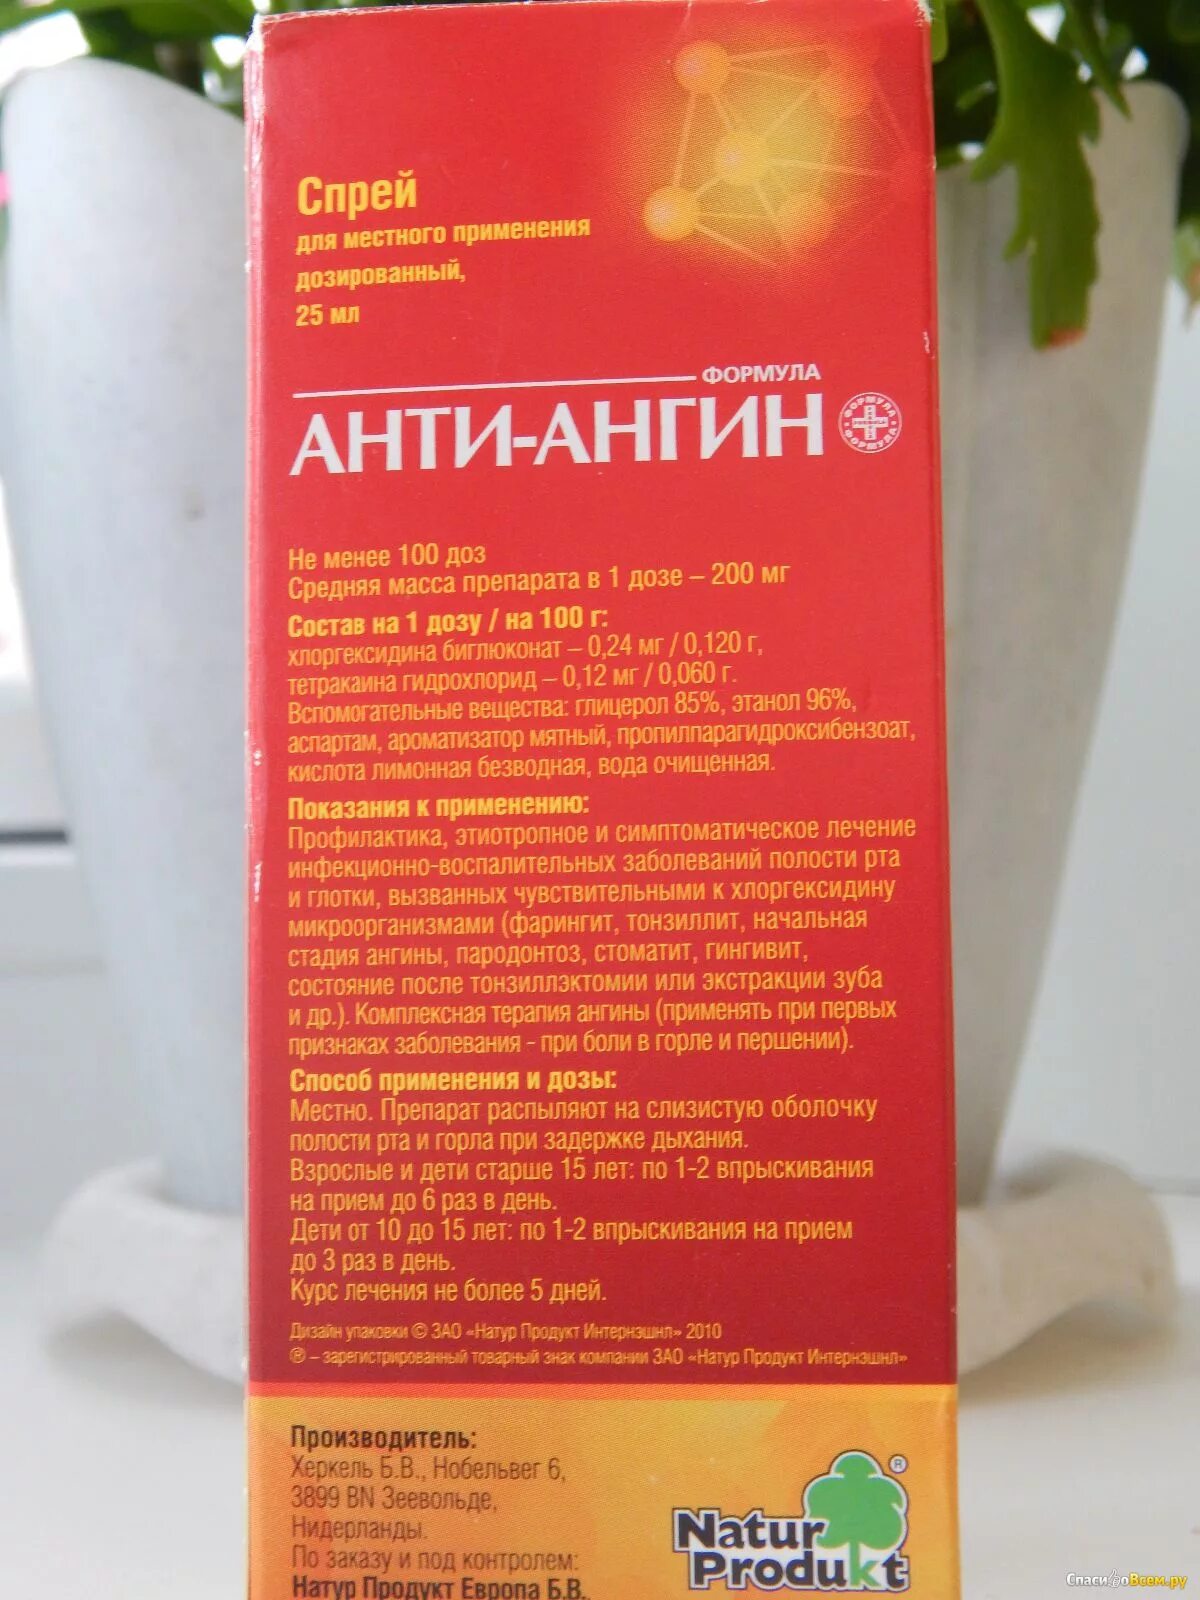 Спрей
для местного применения
дозированный,
25 мл
ФОРМУЛА
АНТИ-АНГИН
ФОРМУЛА
ФОРМУЛА
Не менее 100 доз
Средняя масса препарата в 1 дозе – 200 мг
Состав на 1 дозу / на 100 г:
хлоргексидина биглюконат – 0,24 мг / 0,120 г,
тетракаина гидрохлорид – 0,12 мг / 0,060 г.
Вспомогательные вещества: глицерол 85%, этанол 96%,
аспартам, ароматизатор мятный, пропилпарагидроксибензоат,
кислота лимонная безводная, вода очищенная.
Показания к применению:
Профилактика, этиотропное и симптоматическое лечение
инфекционно-воспалительных заболеваний полости рта
и глотки, вызванных чувствительными к хлоргексидину
микроорганизмами (фарингит, тонзиллит, начальная
стадия ангины, пародонтоз, стоматит, гингивит,
состояние после тонзиллэктомии или экстракции зуба
и др.). Комплексная терапия ангины (применять при первых
признаках заболевания - при боли в горле и першении).
Способ применения и дозы:
Местно. Препарат распыляют на слизистую оболочку
полости рта и горла при задержке дыхания.
Взрослые и дети старше 15 лет: по 1-2 впрыскивания
на прием до 6 раз в день.
Дети от 10 до 15 лет: по 1-2 впрыскивания на прием
до 3 раз в день.
Курс лечения не более 5 дней.
Дизайн упаковки © ЗАО «Натур Продукт Интернэшнл» 2010
® – зарегистрированный товарный знак компании ЗАО «Натур Продукт Интернэшнл»
Производитель:
Херкель Б.В., Нобельвег 6,
3899 BN Зеевольде,
Нидерланды.
По заказу и под контролем:
Натур Продукт Европа Б.В.,
Natur
Produkt ®
СпасибоВсем.ру